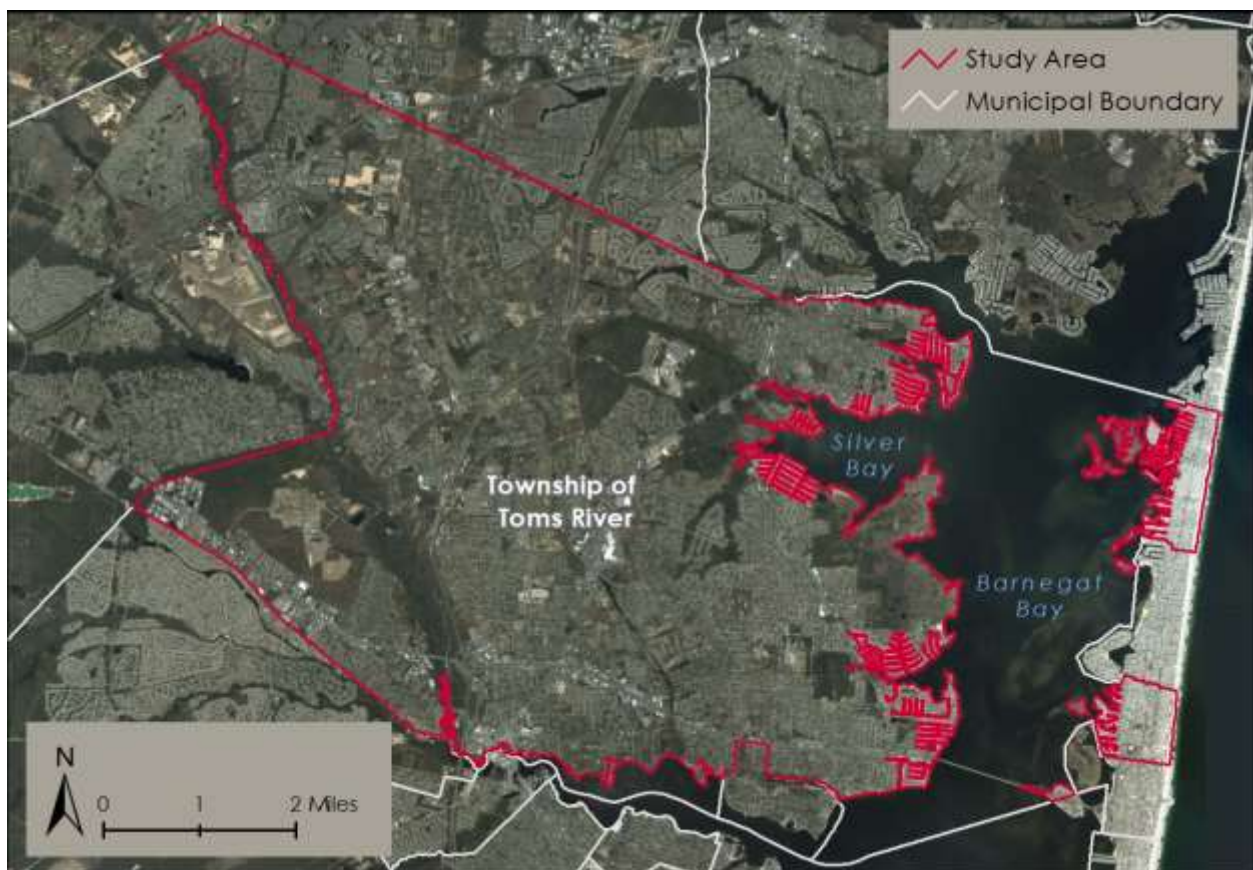 Study Area
Municipal Boundary
Silver
Bay
Township of
Toms River
Barnegat
Bay
N
0 1 2 Miles